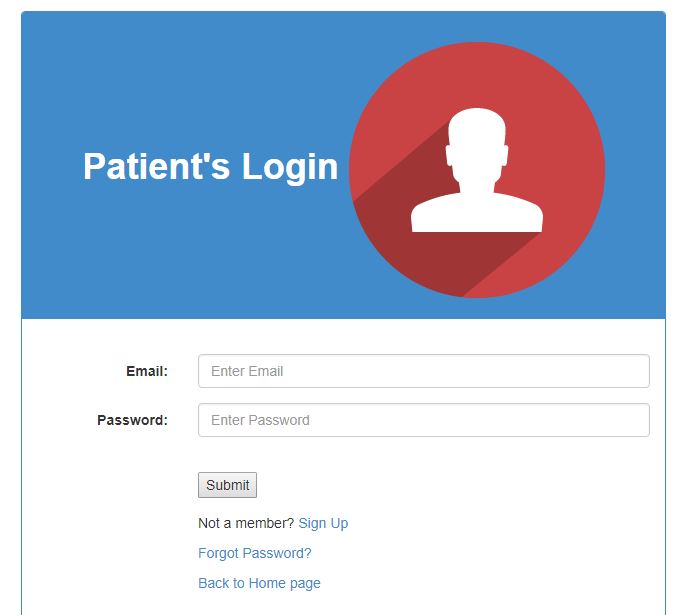 Patient's Login
Email: Enter Email
Password: Enter Password
Submit
Not a member? Sign Up
Forgot Password?
Back to Home page